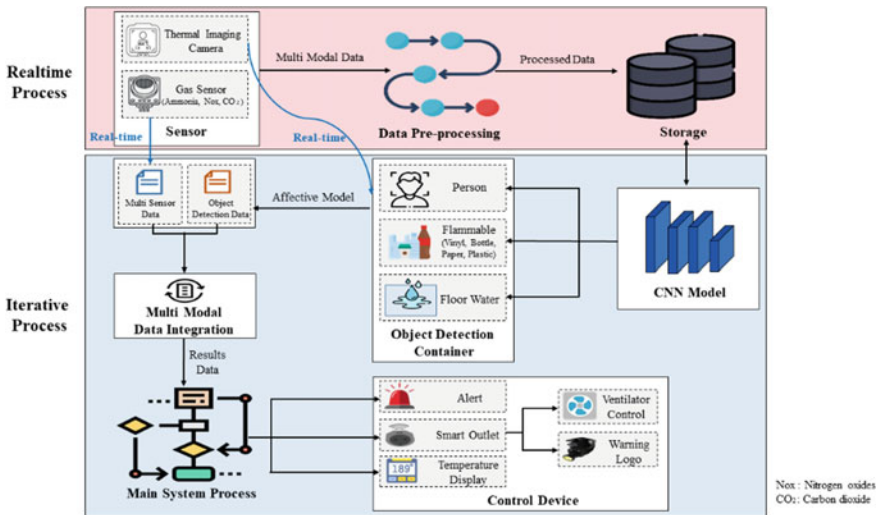 Realtime
Process
Thermal Imaging
Camera
Gas Sensor
(Ammonia, Nox, CO₂)
Sensor
Multi Modal Data
Data Pre-processing
Processed Data
Storage
Real-time
Real-time
Iterative
Process
Multi Sensor
Data
Object
Detection Data
Affective Model
Person
Flammable
(Vinyl, Bottle,
Paper, Plastic)
Floor Water
Object Detection
Container
CNN Model
Multi Modal
Data Integration
Results
Data
Main System Process
Alert
Smart Outlet
189°
Temperature
Display
Ventilator
Control
Warning
Logo
Control Device
Nox : Nitrogen oxides
CO₂: Carbon dioxide